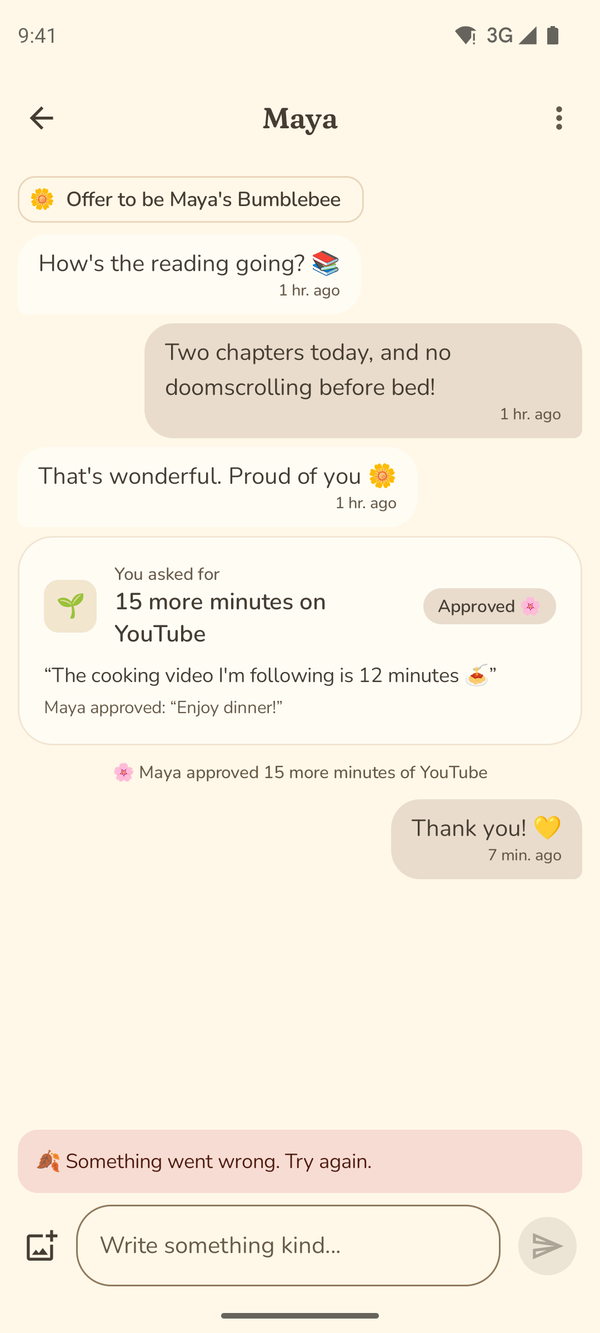 9:41
3G
Maya
🌼 Offer to be Maya's Bumblebee
How's the reading going? 📚
1 hr. ago
Two chapters today, and no
doomscrolling before bed!
1 hr. ago
That's wonderful. Proud of you 🌼
1 hr. ago
You asked for
15 more minutes on
YouTube
Approved 🌸
“The cooking video I'm following is 12 minutes 🍝”
Maya approved: “Enjoy dinner!”
🌸 Maya approved 15 more minutes of YouTube
Thank you! 💛
7 min. ago
🍂 Something went wrong. Try again.
Write something kind...